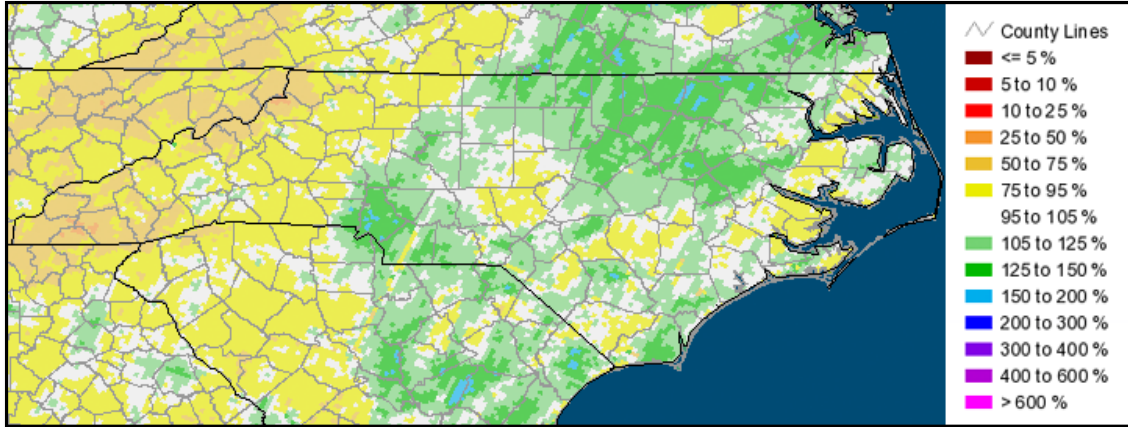 County Lines
<= 5 %
5 to 10 %
10 to 25 %
25 to 50 %
50 to 75 %
75 to 95 %
95 to 105 %
105 to 125 %
125 to 150 %
150 to 200 %
200 to 300 %
300 to 400 %
400 to 600 %
> 600 %